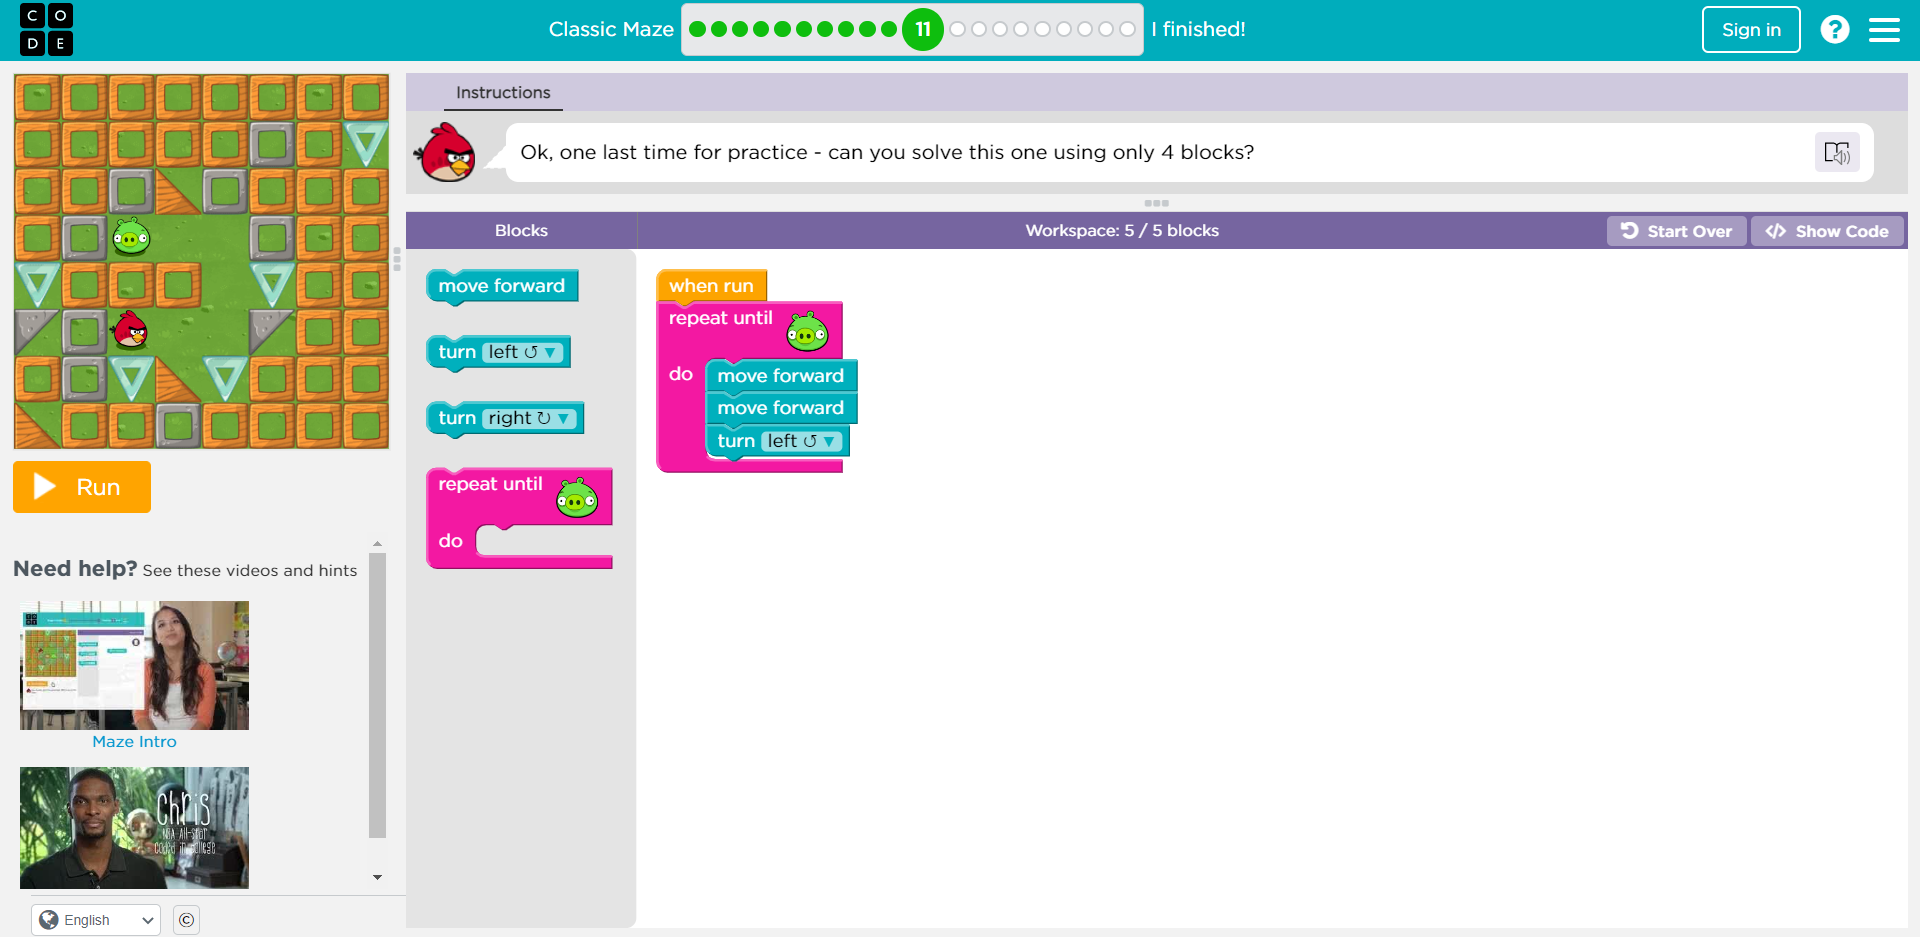 CO
DE
Classic Maze
11
I finished!
Sign in
?
Instructions
Ok, one last time for practice - can you solve this one using only 4 blocks?
Blocks
Workspace: 5 / 5 blocks
Start Over
</> Show Code
move forward
turn left ↺ ▼
turn right ↻ ▼
repeat until
do
when run
repeat until
do
move forward
move forward
turn left ↺ ▼
Run
Need help? See these videos and hints
Maze Intro
Chris
NBA All-Star
Coded in college
English
©